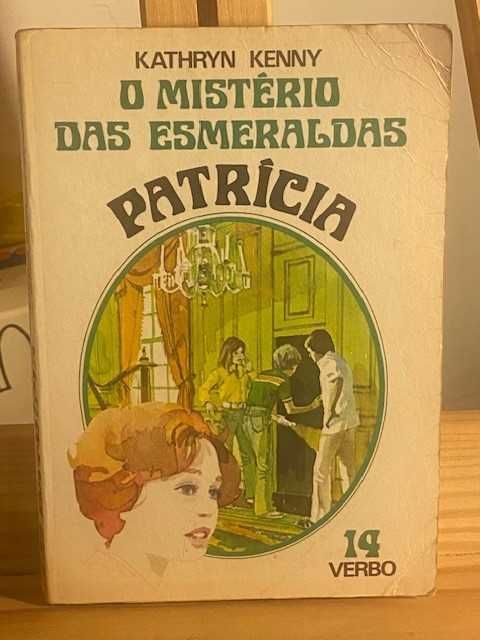 KATHRYN KENNY
O MISTÉRIO
DAS ESMERALDAS
PATRÍCIA
14
VERBO